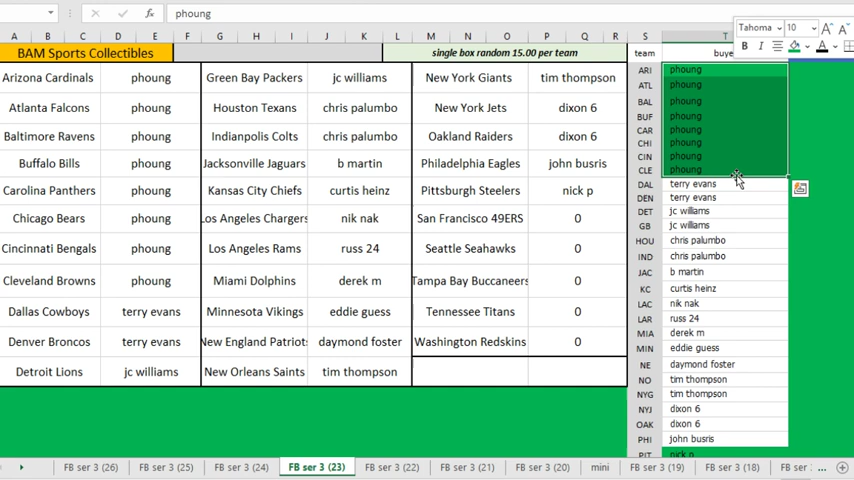 phoung
Tahoma 10 A A
B I A
A B C D E F G H I J K L M N O P Q R S T
BAM Sports Collectibles single box random 15.00 per team team buye
Arizona Cardinals phoung Green Bay Packers jc williams New York Giants tim thompson
Atlanta Falcons phoung Houston Texans chris palumbo New York Jets dixon 6
Baltimore Ravens phoung Indianpolis Colts chris palumbo Oakland Raiders dixon 6
Buffalo Bills phoung Jacksonville Jaguars b martin Philadelphia Eagles john busris
Carolina Panthers phoung Kansas City Chiefs curtis heinz Pittsburg Steelers nick p
Chicago Bears phoung Los Angeles Chargers nik nak San Francisco 49ERS 0
Cincinnati Bengals phoung Los Angeles Rams russ 24 Seattle Seahawks 0
Cleveland Browns phoung Miami Dolphins derek m Tampa Bay Buccaneers 0
Dallas Cowboys terry evans Minnesota Vikings eddie guess Tennessee Titans 0
Denver Broncos terry evans New England Patriots daymond foster Washington Redskins 0
Detroit Lions jc williams New Orleans Saints tim thompson
ARI phoung
ATL phoung
BAL phoung
BUF phoung
CAR phoung
CHI phoung
CIN phoung
CLE phoung
DAL terry evans
DEN terry evans
DET jc williams
GB jc williams
HOU chris palumbo
IND chris palumbo
JAC b martin
KC curtis heinz
LAC nik nak
LAR russ 24
MIA derek m
MIN eddie guess
NE daymond foster
NO tim thompson
NYG tim thompson
NYJ dixon 6
OAK dixon 6
PHI john busris
PIT nick p
FB ser 3 (26) FB ser 3 (25) FB ser 3 (24) FB ser 3 (23) FB ser 3 (22) FB ser 3 (21) FB ser 3 (20) mini FB ser 3 (19) FB ser 3 (18) FB ser ...